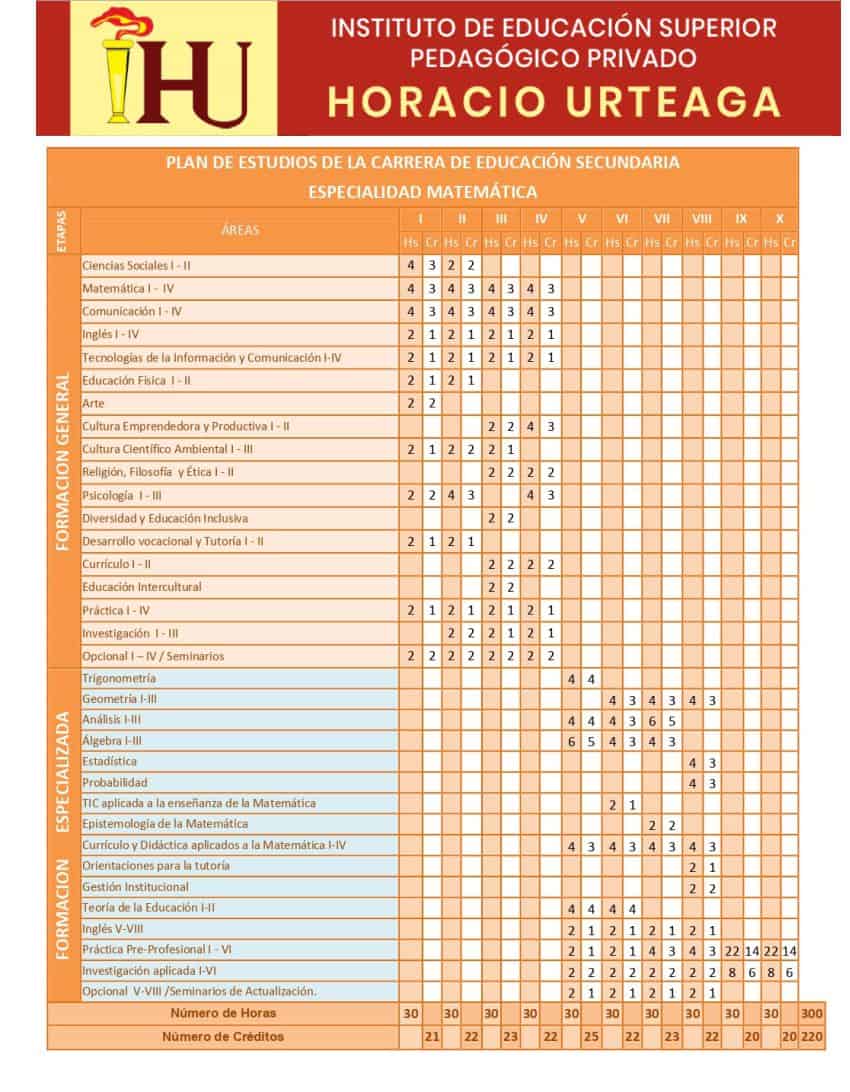 IHU
INSTITUTO DE EDUCACIÓN SUPERIOR
PEDAGÓGICO PRIVADO
HORACIO URTEAGA
PLAN DE ESTUDIOS DE LA CARRERA DE EDUCACIÓN SECUNDARIA
ESPECIALIDAD MATEMÁTICA
ETAPAS
ÁREAS
I II III IV V VI VII VIII IX X
Hs Cr Hs Cr Hs Cr Hs Cr Hs Cr Hs Cr Hs Cr Hs Cr Hs Cr Hs Cr
FORMACION GENERAL
Ciencias Sociales I - II 4 3 2 2
Matemática I - IV 4 3 4 3 4 3 4 3
Comunicación I - IV 4 3 4 3 4 3 4 3
Inglés I - IV 2 1 2 1 2 1 2 1
Tecnologías de la Información y Comunicación I-IV 2 1 2 1 2 1 2 1
Educación Física I - II 2 1 2 1
Arte 2 2
Cultura Emprendedora y Productiva I - II 2 2 4 3
Cultura Científico Ambiental I - III 2 1 2 2 2 1
Religión, Filosofía y Ética I - II 2 2 2 2
Psicología I - III 2 2 4 3 4 3
Diversidad y Educación Inclusiva 2 2
Desarrollo vocacional y Tutoría I - II 2 1 2 1
Currículo I - II 2 2 2 2
Educación Intercultural 2 2
Práctica I - IV 2 1 2 1 2 1 2 1
Investigación I - III 2 2 2 1 2 1
Opcional I – IV / Seminarios 2 2 2 2 2 2 2 2
FORMACION ESPECIALIZADA
Trigonometría 4 4
Geometría I-III 4 3 4 3 4 3
Análisis I-III 4 4 4 3 6 5
Álgebra I-III 6 5 4 3 4 3
Estadística 4 3
Probabilidad 4 3
TIC aplicada a la enseñanza de la Matemática 2 1
Epistemología de la Matemática 2 2
Currículo y Didáctica aplicados a la Matemática I-IV 4 3 4 3 4 3 4 3
Orientaciones para la tutoría 2 1
Gestión Institucional 2 2
Teoría de la Educación I-II 4 4 4 4
Inglés V-VIII 2 1 2 1 2 1 2 1
Práctica Pre-Profesional I - VI 2 1 2 1 4 3 4 3 22 14 22 14
Investigación aplicada I-VI 2 2 2 2 2 2 2 2 8 6 8 6
Opcional V-VIII /Seminarios de Actualización. 2 1 2 1 2 1 2 1
Número de Horas 30 30 30 30 30 30 30 30 30 30 300
Número de Créditos 21 22 23 22 25 22 23 22 20 20 220